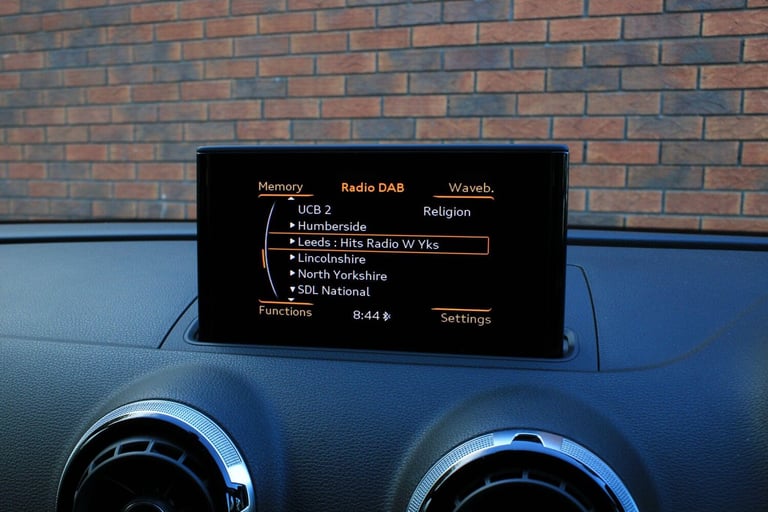 Memory Radio DAB Waveb.
UCB 2 Religion
Humberside
Leeds : Hits Radio W Yks
Lincolnshire
North Yorkshire
SDL National
Functions 8:44 Settings